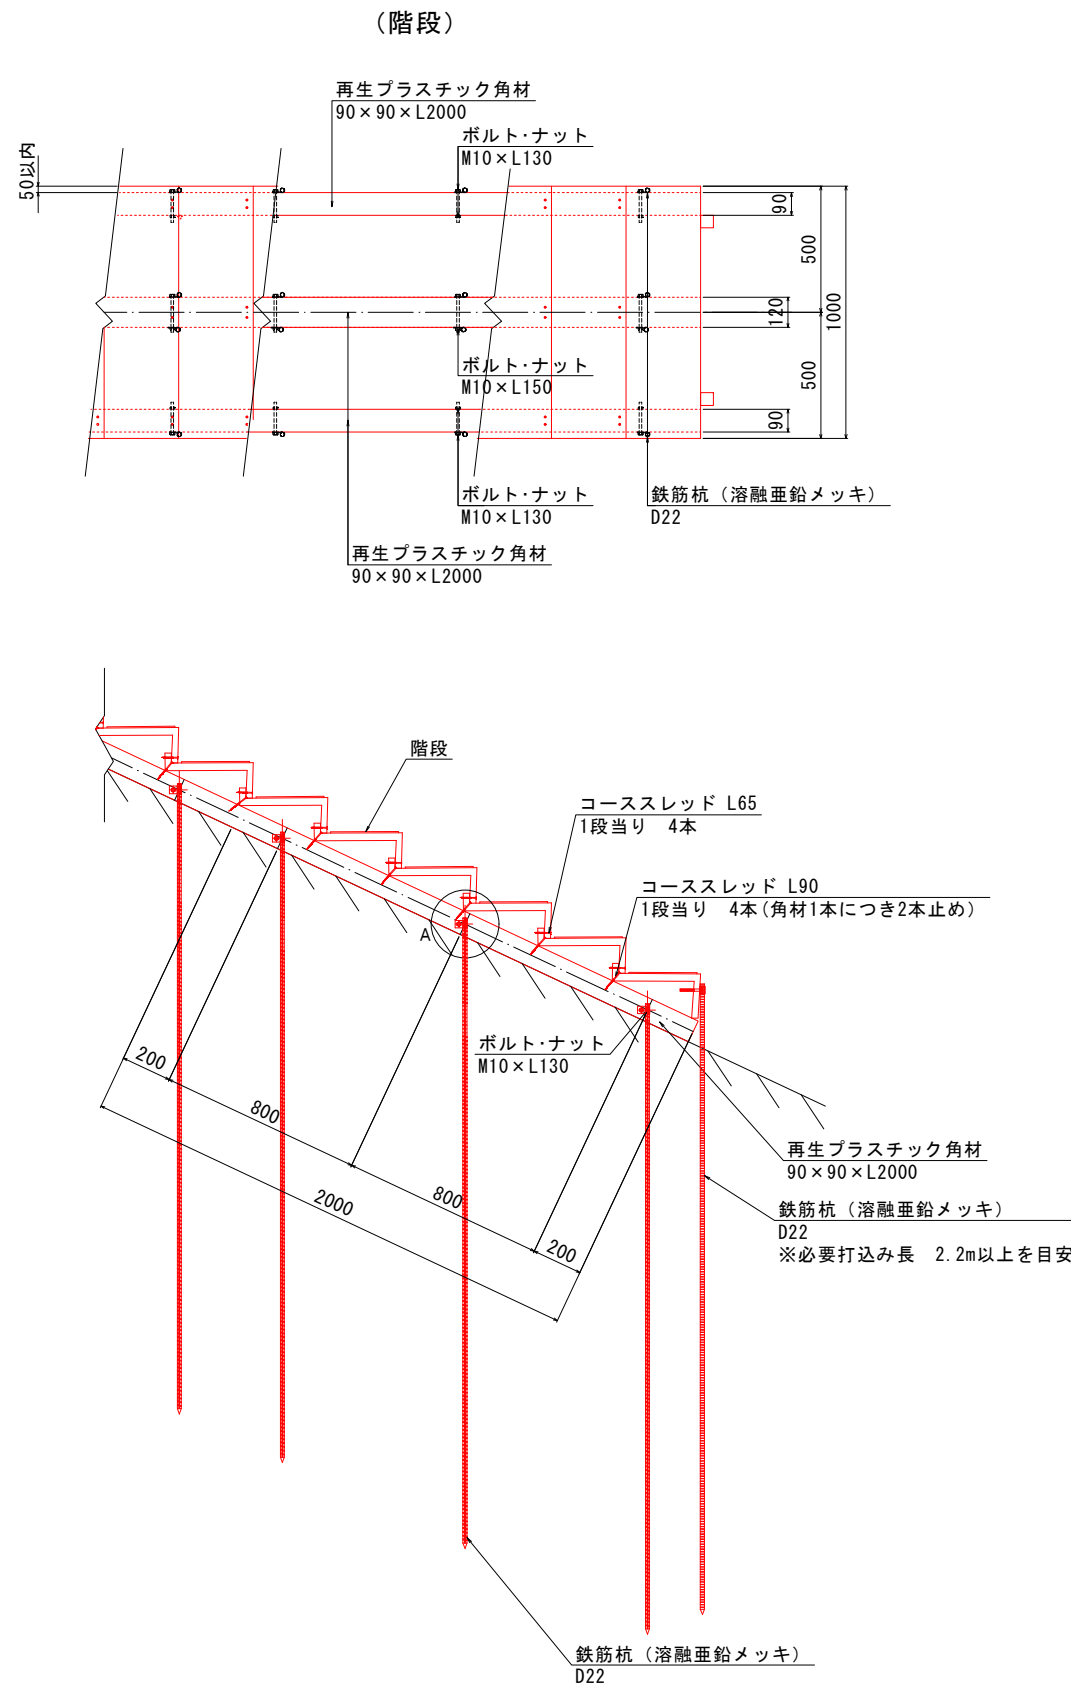 （階段）
再生プラスチック角材
90×90×L2000
ボルト･ナット
M10×L130
50以内
90
500
120
1000
ボルト･ナット
M10×L150
500
90
ボルト･ナット
M10×L130
鉄筋杭（溶融亜鉛メッキ）
D22
再生プラスチック角材
90×90×L2000
階段
コーススレッド L65
1段当り　4本
コーススレッド L90
1段当り　4本(角材1本につき2本止め)
A
ボルト･ナット
M10×L130
200
800
2000
800
200
再生プラスチック角材
90×90×L2000
鉄筋杭（溶融亜鉛メッキ）
D22
※必要打込み長　2.2m以上を目安
鉄筋杭（溶融亜鉛メッキ）
D22